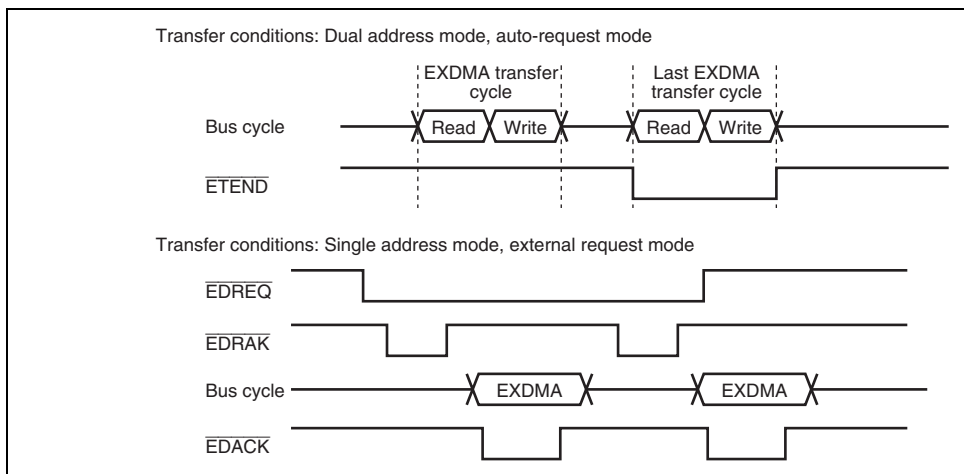 Transfer conditions: Dual address mode, auto-request mode
EXDMA transfer cycle
Last EXDMA transfer cycle
Bus cycle
Read
Write
Read
Write
ETEND
Transfer conditions: Single address mode, external request mode
EDREQ
EDRAK
Bus cycle
EXDMA
EXDMA
EDACK